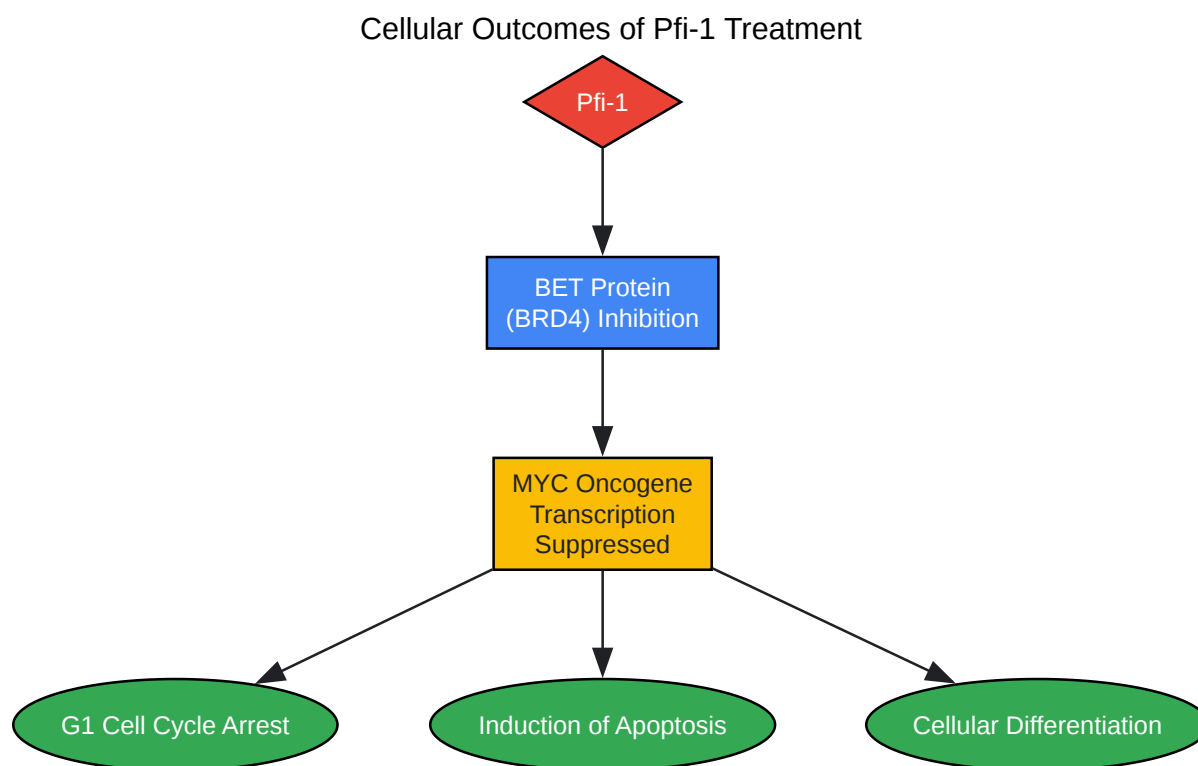 Cellular Outcomes of Pfi-1 Treatment
Pfi-1
BET Protein
(BRD4) Inhibition
MYC Oncogene
Transcription
Suppressed
G1 Cell Cycle Arrest
Induction of Apoptosis
Cellular Differentiation